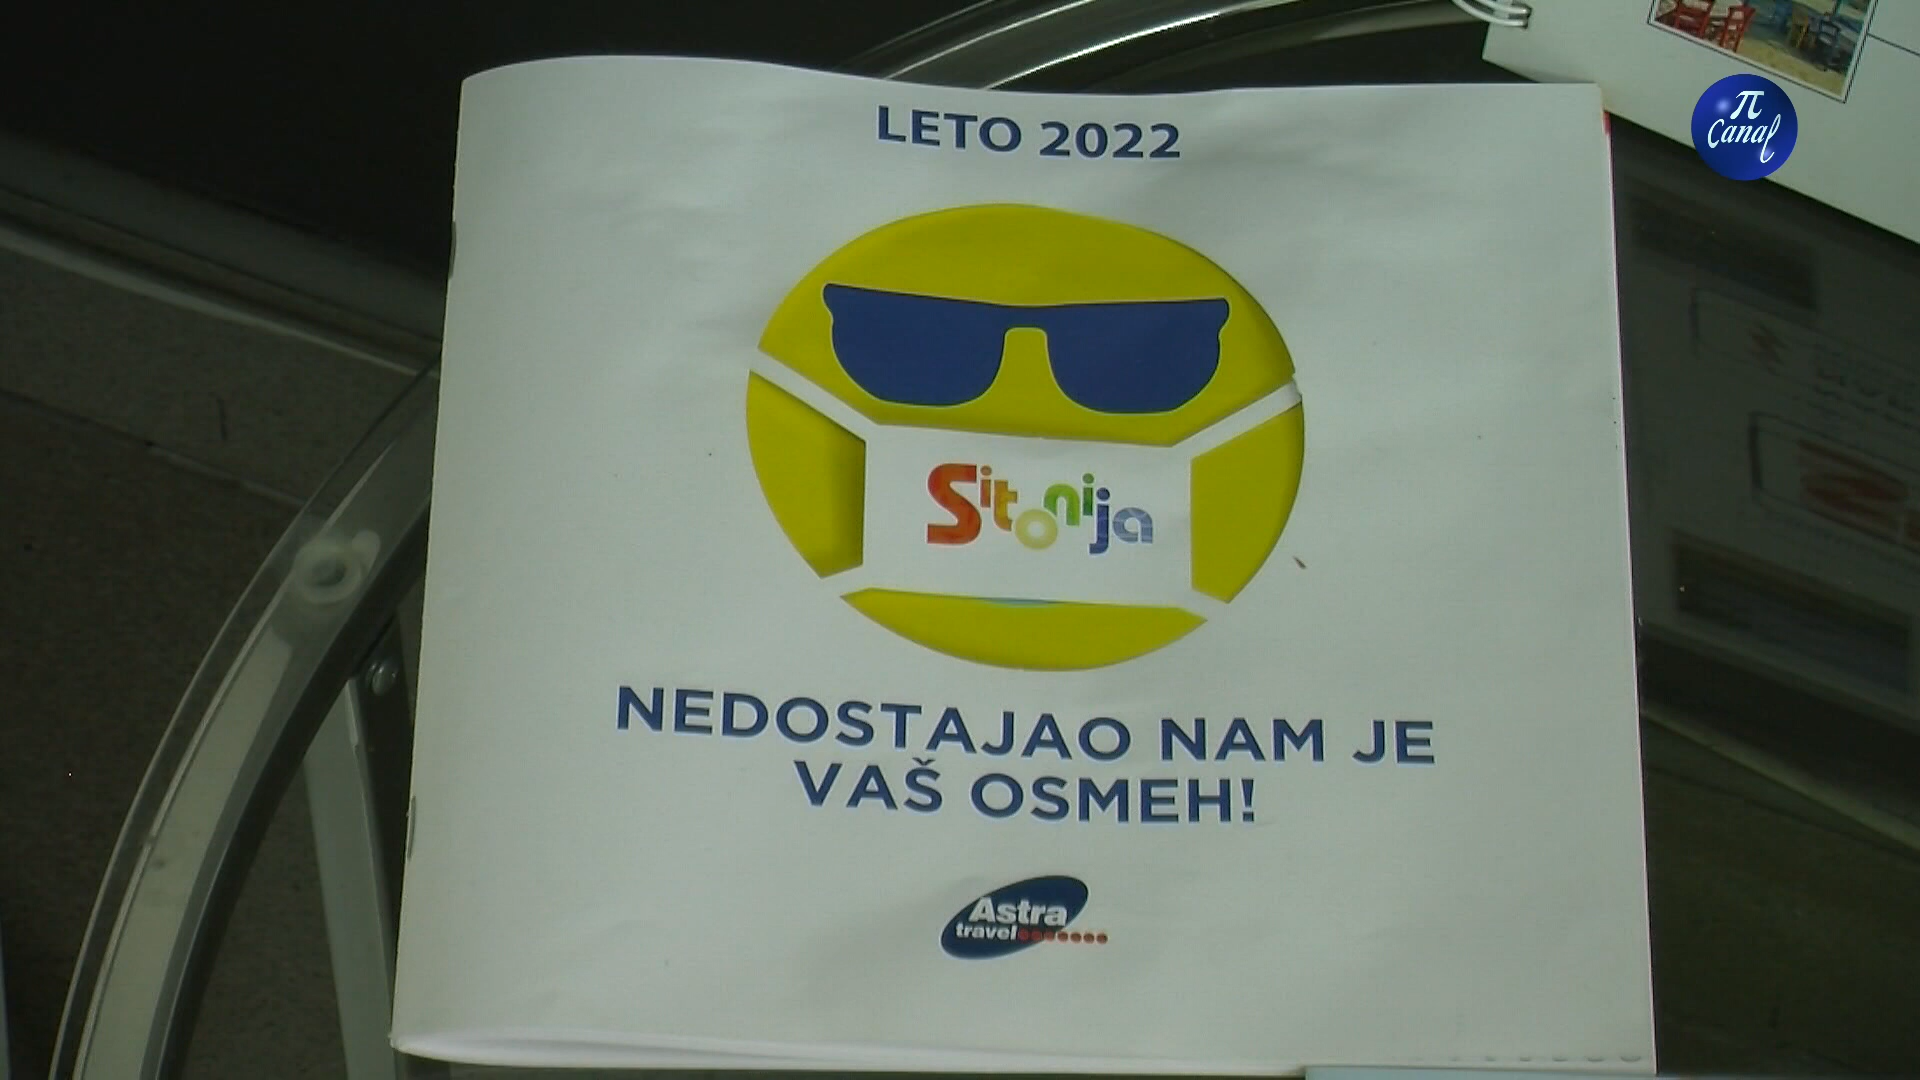 LETO 2022
π
Canal
Sitonija
NEDOSTAJAO NAM JE
VAŠ OSMEH!
Astra
travel